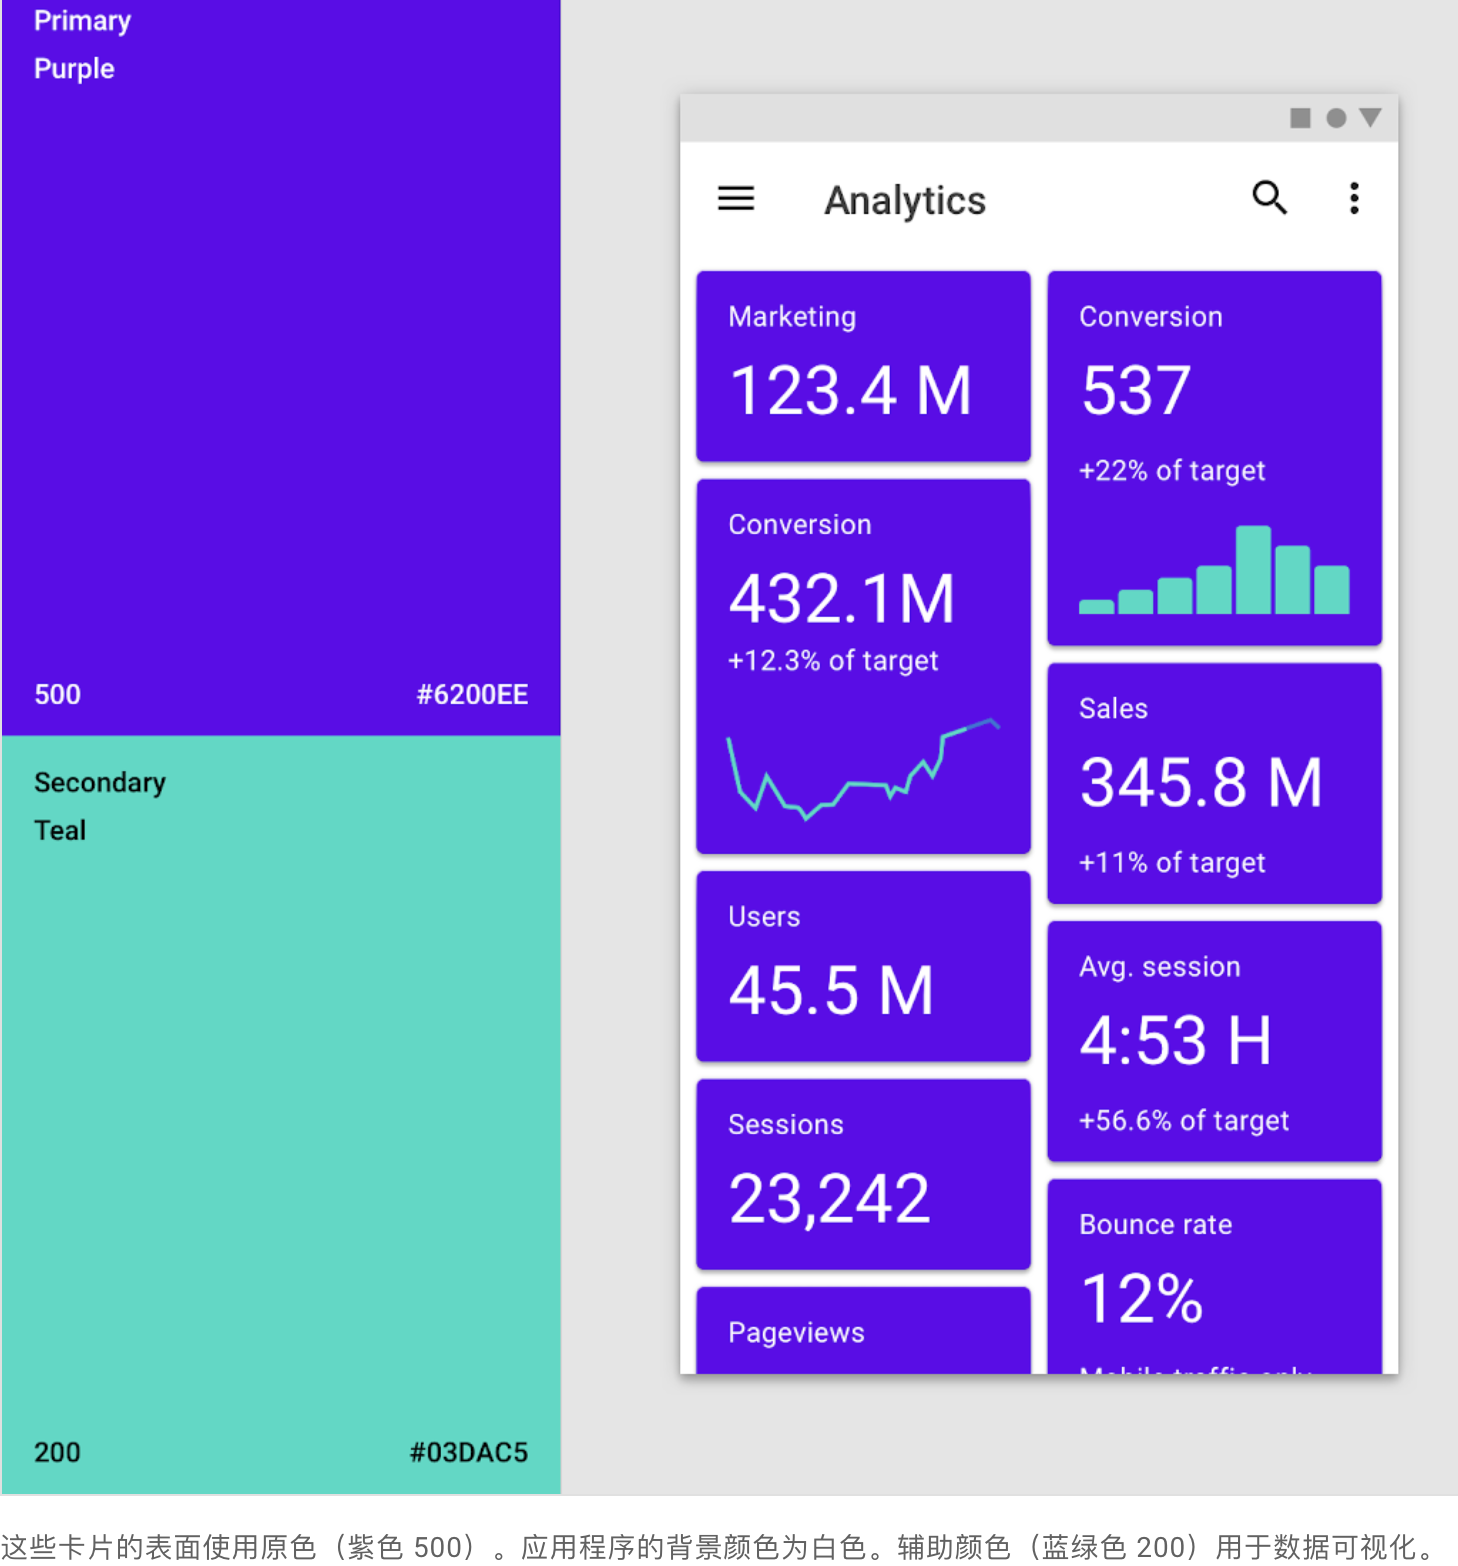 Primary
Purple
500 #6200EE
Secondary
Teal
200 #03DAC5
Analytics
Marketing
123.4 M
Conversion
432.1M
+12.3% of target
Users
45.5 M
Sessions
23,242
Pageviews
Conversion
537
+22% of target
Sales
345.8 M
+11% of target
Avg. session
4:53 H
+56.6% of target
Bounce rate
12%
Mobile traffic only
这些卡片的表面使用原色（紫色 500）。应用程序的背景颜色为白色。辅助颜色（蓝绿色 200）用于数据可视化。